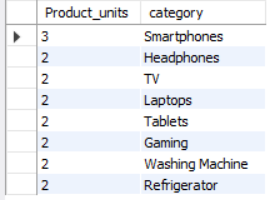 Product_units category
3 Smartphones
2 Headphones
2 TV
2 Laptops
2 Tablets
2 Gaming
2 Washing Machine
2 Refrigerator